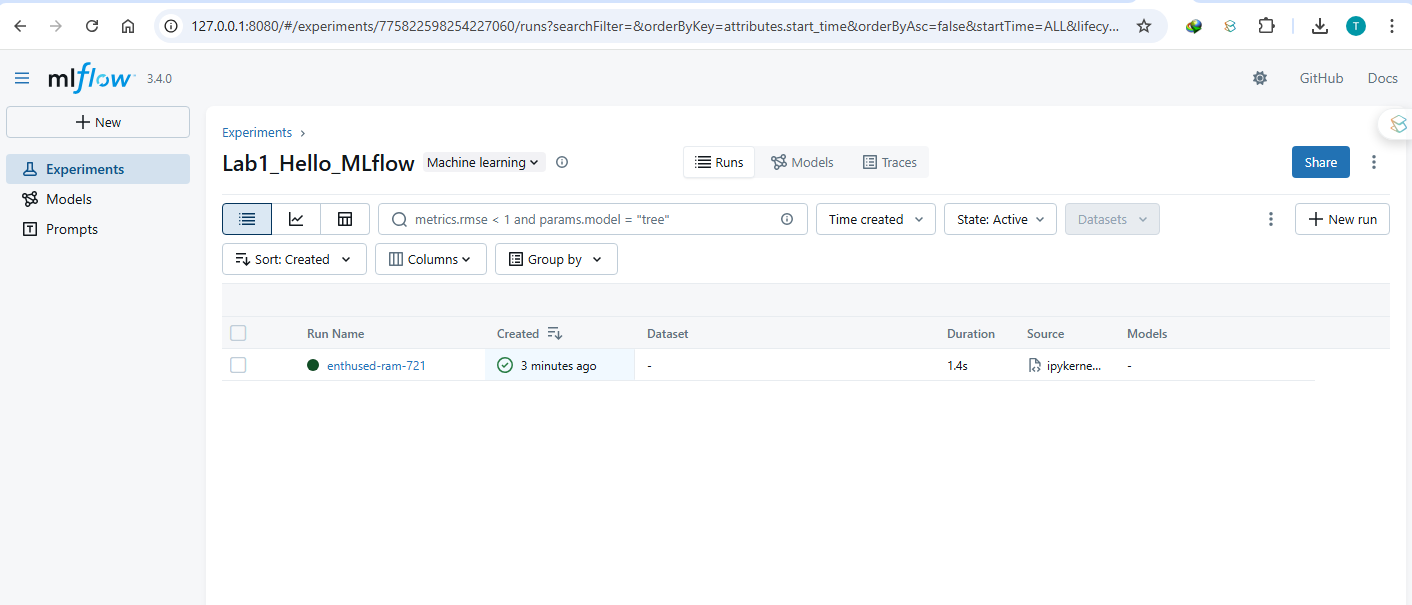 127.0.0.1:8080/#/experiments/775822598254227060/runs?searchFilter=&orderByKey=attributes.start_time&orderByAsc=false&startTime=ALL&lifecy...
T
mlflow 3.4.0
GitHub Docs
+ New
Experiments
Models
Prompts
Experiments >
Lab1_Hello_MLflow Machine learning
Runs Models Traces
Share
metrics.rmse < 1 and params.model = "tree"
Time created State: Active Datasets
+ New run
Sort: Created Columns Group by
Run Name Created Dataset Duration Source Models
enthused-ram-721 3 minutes ago - 1.4s ipykerne... -